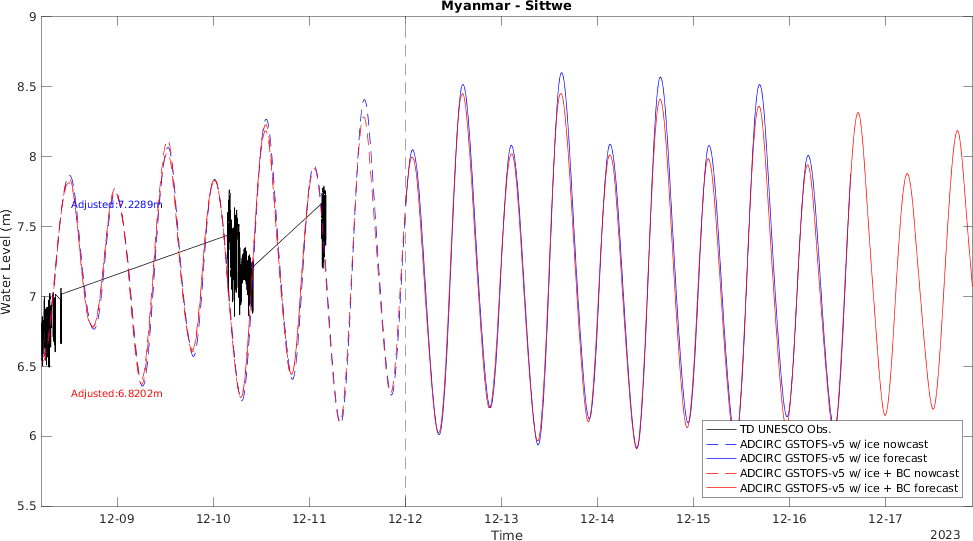 Myanmar - Sittwe
9
8.5
8
7.5
7
6.5
6
5.5
Water Level (m)
Adjusted:7.2289m
Adjusted:6.8202m
TD UNESCO Obs.
ADCIRC GSTOFS-v5 w/ ice nowcast
ADCIRC GSTOFS-v5 w/ ice forecast
ADCIRC GSTOFS-v5 w/ ice + BC nowcast
ADCIRC GSTOFS-v5 w/ ice + BC forecast
12-09 12-10 12-11 12-12 12-13 12-14 12-15 12-16 12-17
Time
2023